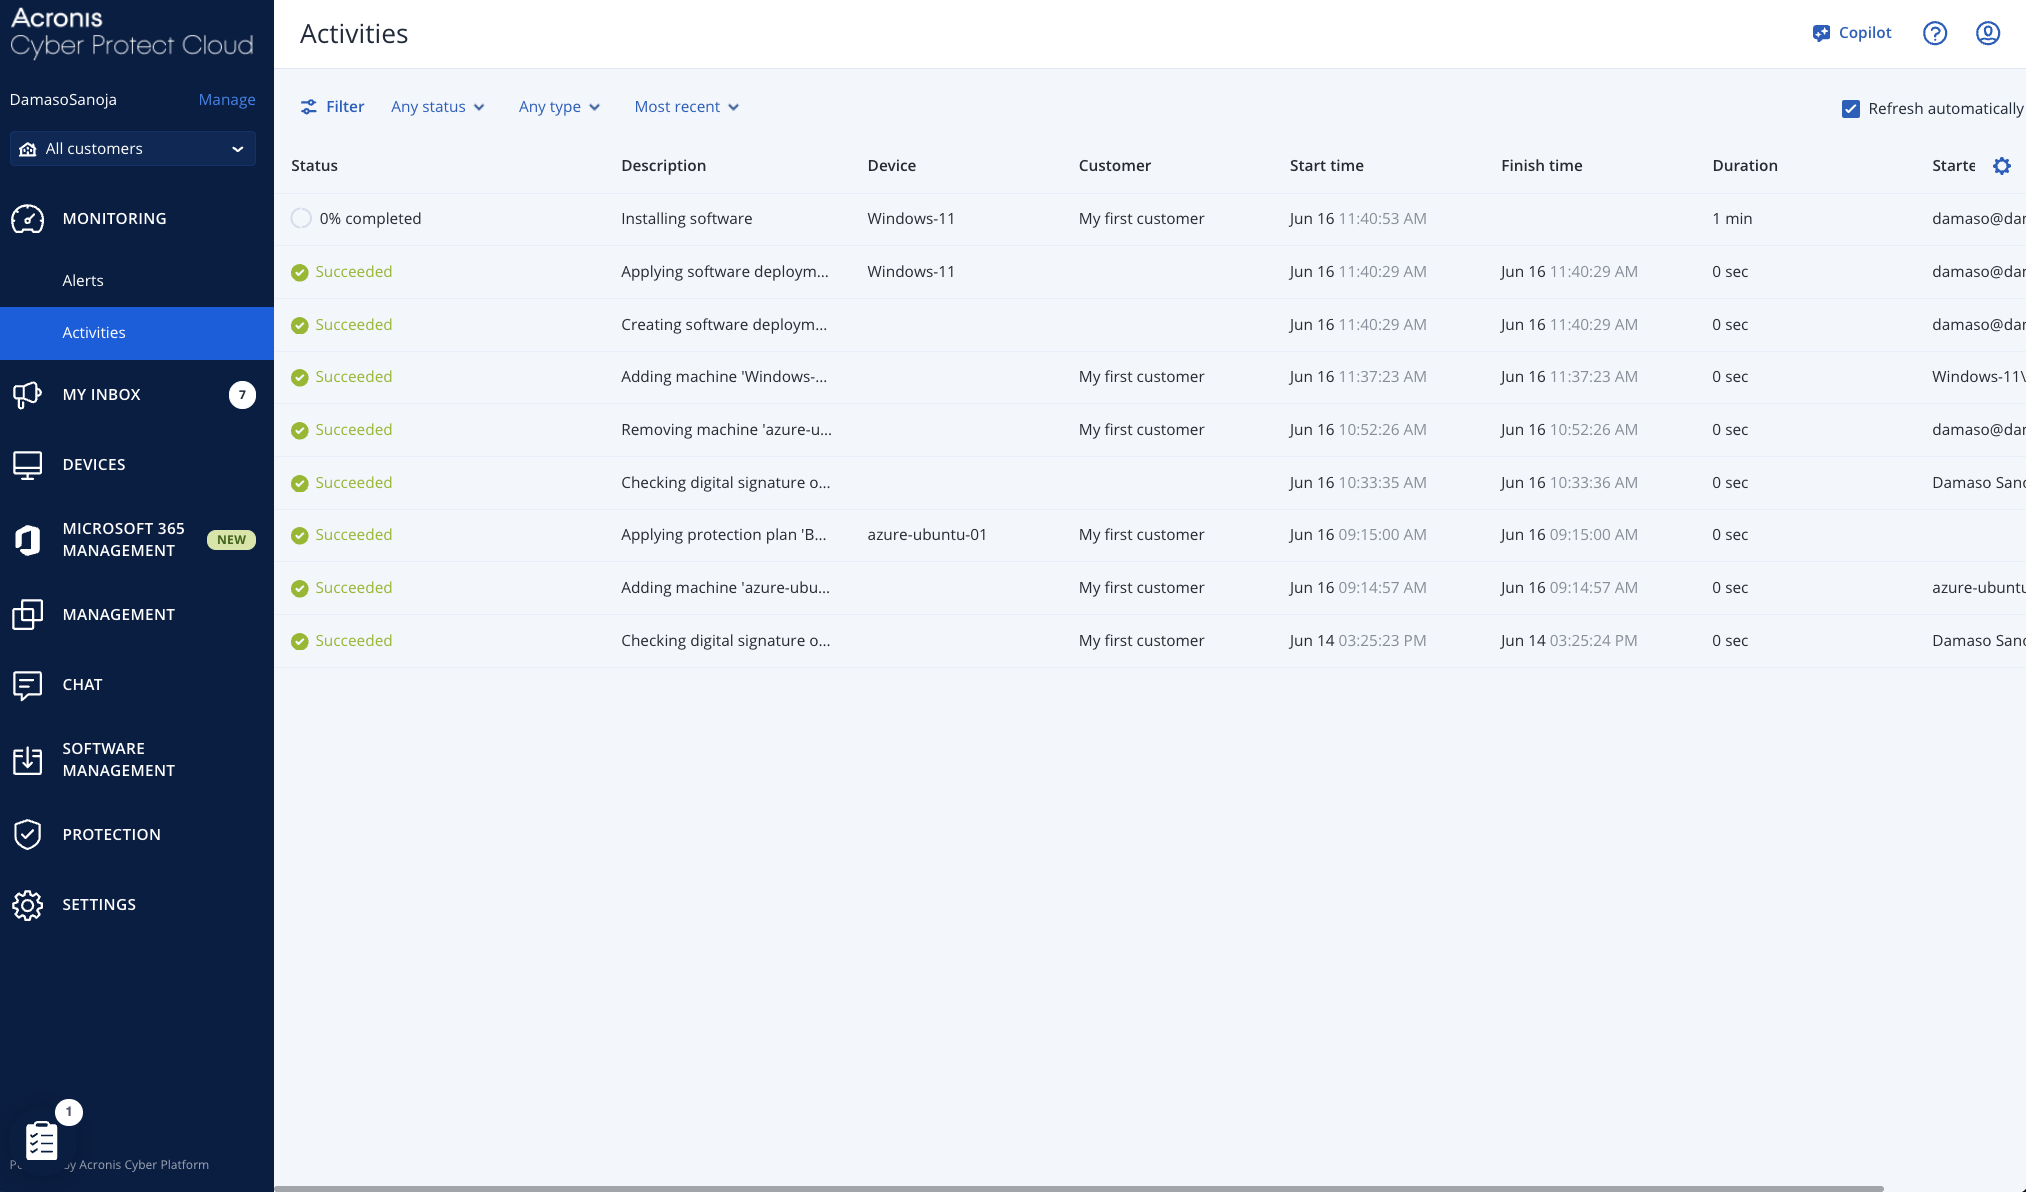 Acronis
Cyber Protect Cloud
DamasoSanoja Manage
All customers
MONITORING
Alerts
Activities
MY INBOX 7
DEVICES
MICROSOFT 365
MANAGEMENT NEW
MANAGEMENT
CHAT
SOFTWARE
MANAGEMENT
PROTECTION
SETTINGS
1
by Acronis Cyber Platform
Activities Copilot
Filter Any status Any type Most recent Refresh automatically
Status Description Device Customer Start time Finish time Duration Starte
0% completed Installing software Windows-11 My first customer Jun 16 11:40:53 AM 1 min damaso@dar
Succeeded Applying software deploym... Windows-11 Jun 16 11:40:29 AM Jun 16 11:40:29 AM 0 sec damaso@dar
Succeeded Creating software deploym... Jun 16 11:40:29 AM Jun 16 11:40:29 AM 0 sec damaso@dar
Succeeded Adding machine 'Windows-... My first customer Jun 16 11:37:23 AM Jun 16 11:37:23 AM 0 sec Windows-11\
Succeeded Removing machine 'azure-u... My first customer Jun 16 10:52:26 AM Jun 16 10:52:26 AM 0 sec damaso@dar
Succeeded Checking digital signature o... Jun 16 10:33:35 AM Jun 16 10:33:36 AM 0 sec Damaso Sano
Succeeded Applying protection plan 'B... azure-ubuntu-01 My first customer Jun 16 09:15:00 AM Jun 16 09:15:00 AM 0 sec
Succeeded Adding machine 'azure-ubu... My first customer Jun 16 09:14:57 AM Jun 16 09:14:57 AM 0 sec azure-ubuntu
Succeeded Checking digital signature o... My first customer Jun 14 03:25:23 PM Jun 14 03:25:24 PM 0 sec Damaso Sano